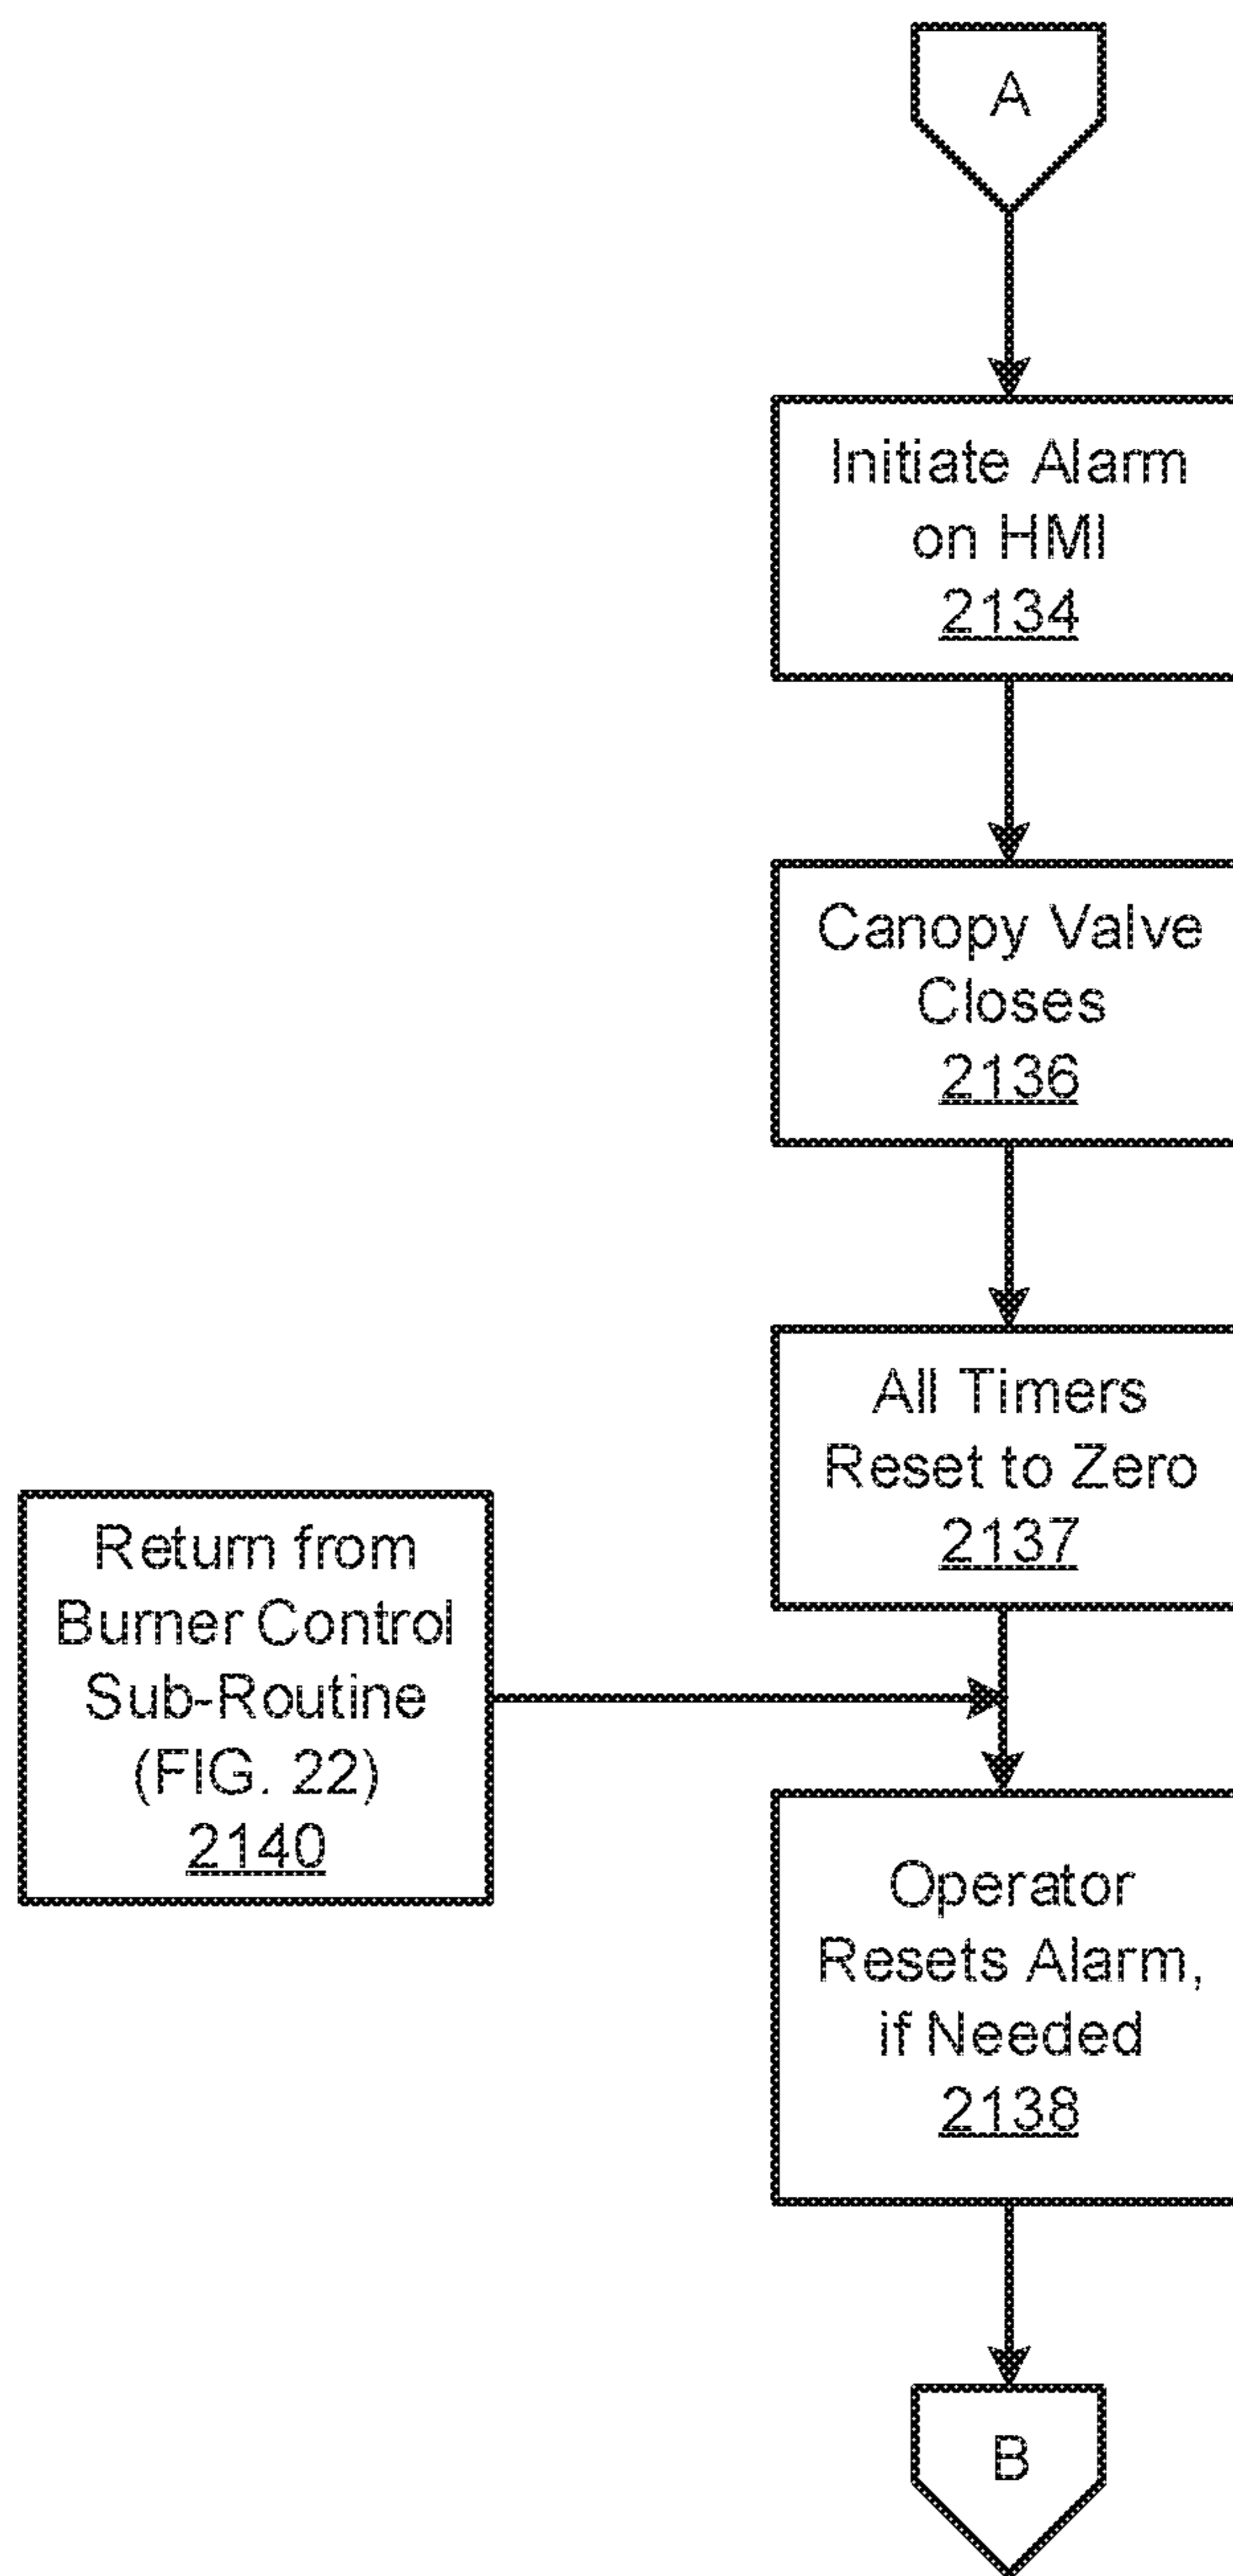 A
Initiate Alarm
on HMI
2134
Canopy Valve
Closes
2136
All Timers
Reset to Zero
2137
Return from
Burner Control
Sub-Routine
(FIG. 22)
2140
Operator
Resets Alarm,
if Needed
2138
B